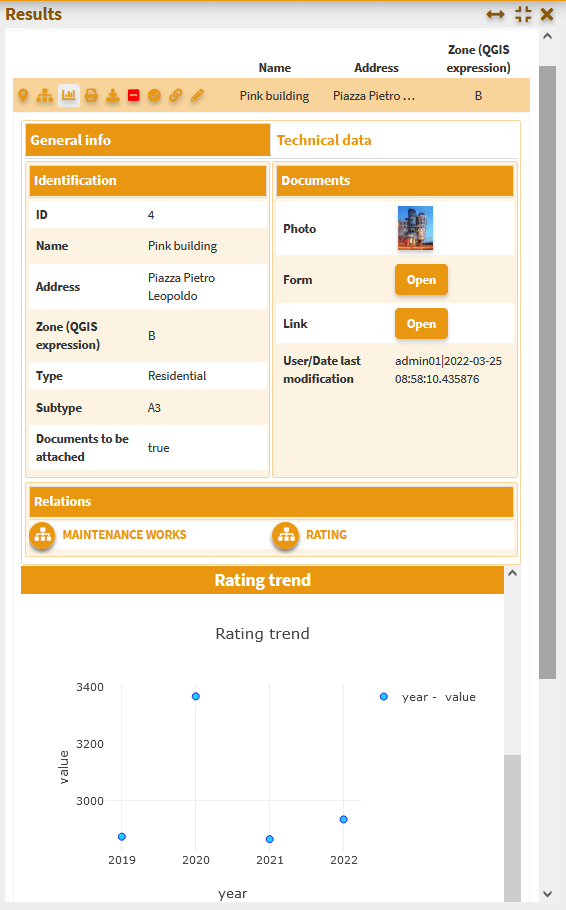 Results
Zone (QGIS
Name Address expression)
Pink building Piazza Pietro ... B
General info Technical data
Identification
ID 4
Name Pink building
Address Piazza Pietro
Leopoldo
Zone (QGIS
expression) B
Type Residential
Subtype A3
Documents to be
attached true
Documents
Photo
Form Open
Link Open
User/Date last admin01|2022-03-25
modification 08:58:10.435876
Relations
MAINTENANCE WORKS RATING
Rating trend
Rating trend
3400
3200
3000
value
2019 2020 2021 2022
year
year - value